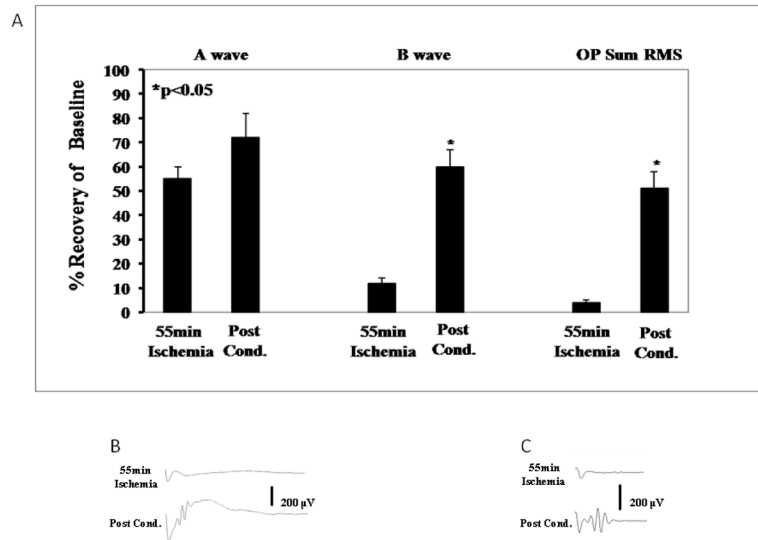 A
A wave B wave OP Sum RMS
*p<0.05
% Recovery of Baseline
100
90
80
70
60
50
40
30
20
10
0
*
*
55min Ischemia
Post Cond.
55min Ischemia
Post Cond.
55min Ischemia
Post Cond.
B
55min
Ischemia
200 µV
Post Cond.
C
55min
Ischemia
200 µV
Post Cond.